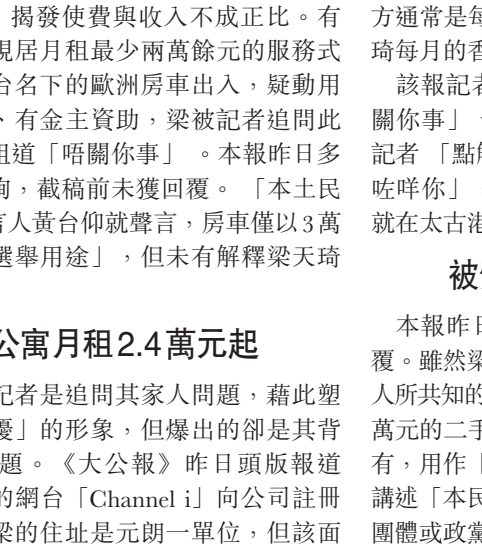 揭發使費與收入不成正比。有
現居月租最少兩萬餘元的服務式
台名下的歐洲房車出入，疑動用
、有金主資助，梁被記者追問此
粗道「唔關你事」。本報昨日多
詢，截稿前未獲回覆。「本土民
言人黃台仰就聲言，房車僅以3萬
選舉用途」，但未有解釋梁天琦
公寓月租2.4萬元起
記者是追問其家人問題，藉此塑
憂」的形象，但爆出的卻是其背
題。《大公報》昨日頭版報道
的網台「Channel i」向公司註冊
梁的住址是元朗一單位，但該面
方通常是每
琦每月的香
該報記者
關你事」
記者「點解
咗咩你」
就在太古港
被
本報昨日
覆。雖然梁
人所共知的
萬元的二手
有，用作「
講述「本民
團體或政黨